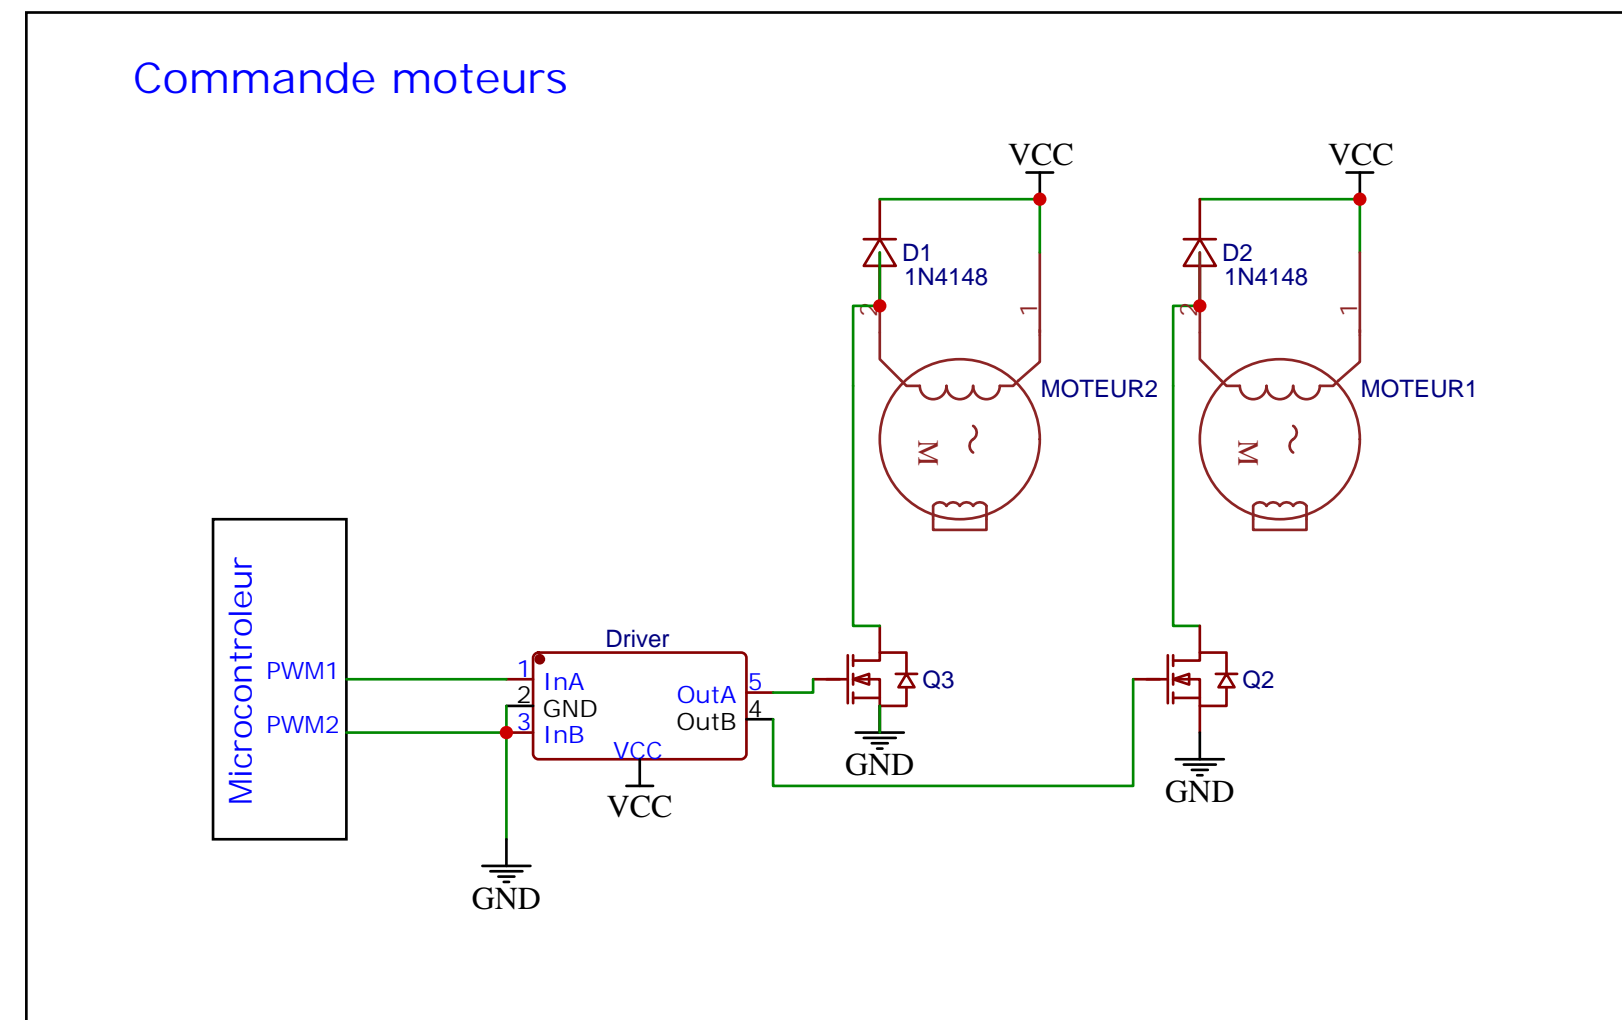 Commande moteurs
VCC
VCC
D1
1N4148
D2
1N4148
2
1
2
1
MOTEUR2
MOTEUR1
M
~
M
~
Microcontroleur
PWM1
PWM2
Driver
1
InA
2
GND
3
InB
OutA
5
OutB
4
VCC
VCC
Q3
Q2
GND
GND
GND